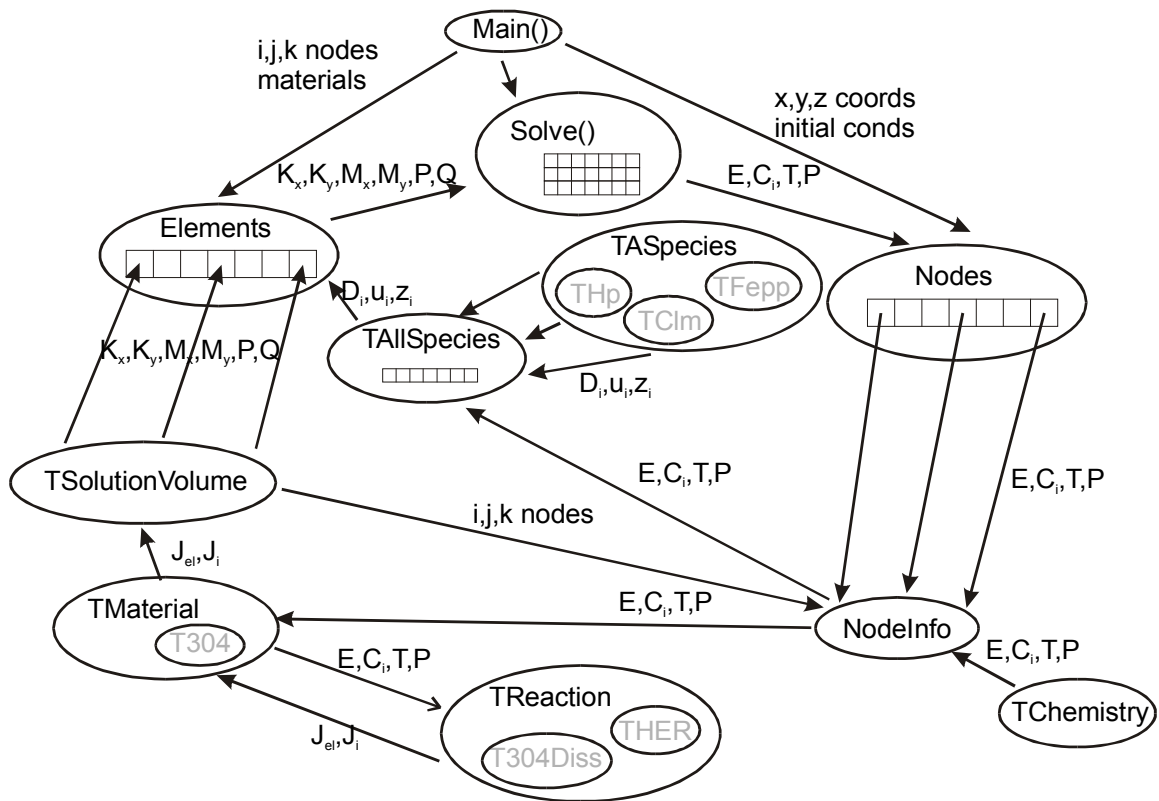 Main()
i,j,k nodes
materials
x,y,z coords
initial conds
Solve()
Kx,Ky,Mx,My,P,Q
E,Ci,T,P
Elements
TASpecies
THp
TFepp
TClm
Nodes
Di,ui,zi
TAllSpecies
Kx,Ky,Mx,My,P,Q
Di,ui,zi
TSolutionVolume
E,Ci,T,P
E,Ci,T,P
i,j,k nodes
Jel,Ji
TMaterial
T304
E,Ci,T,P
NodeInfo
E,Ci,T,P
E,Ci,T,P
TReaction
THER
T304Diss
TChemistry
Jel,Ji